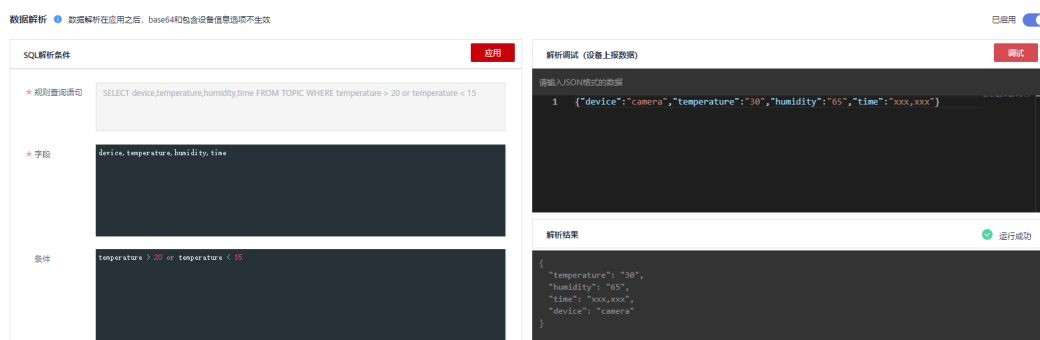 数据解析 数据解析在应用之后，base64和包含设备信息选项不生效
已启用
SQL解析条件
应用
* 规则查询语句
SELECT device,temperature,humidity,time FROM TOPIC WHERE temperature > 20 or temperature < 15
* 字段
device,temperature,humidity,time
条件
temperature > 20 or temperature < 15
解析调试（设备上报数据）
调试
请输入JSON格式的数据
1 {"device":"camera","temperature":"30","humidity":"65","time":"xxx,xxx"}
解析结果
运行成功
{
"temperature": "30",
"humidity": "65",
"time": "xxx,xxx",
"device": "camera"
}